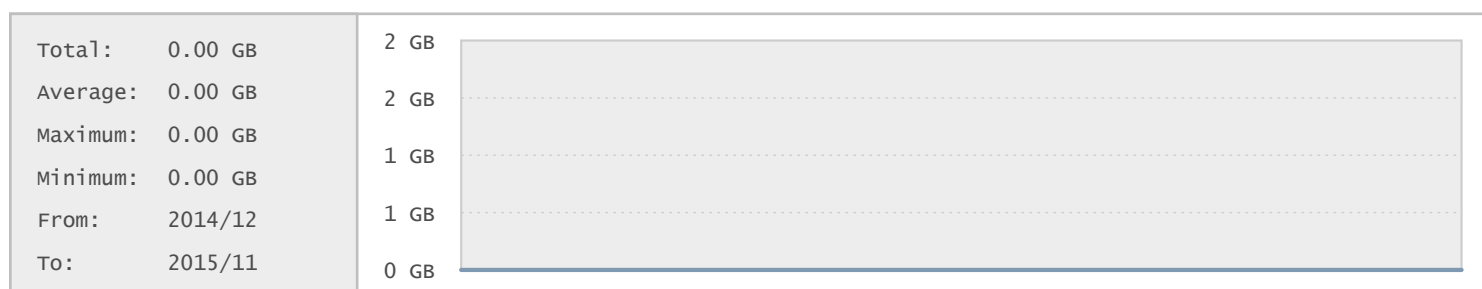 Total: 0.00 GB
Average: 0.00 GB
Maximum: 0.00 GB
Minimum: 0.00 GB
From: 2014/12
To: 2015/11
2 GB
2 GB
1 GB
1 GB
0 GB